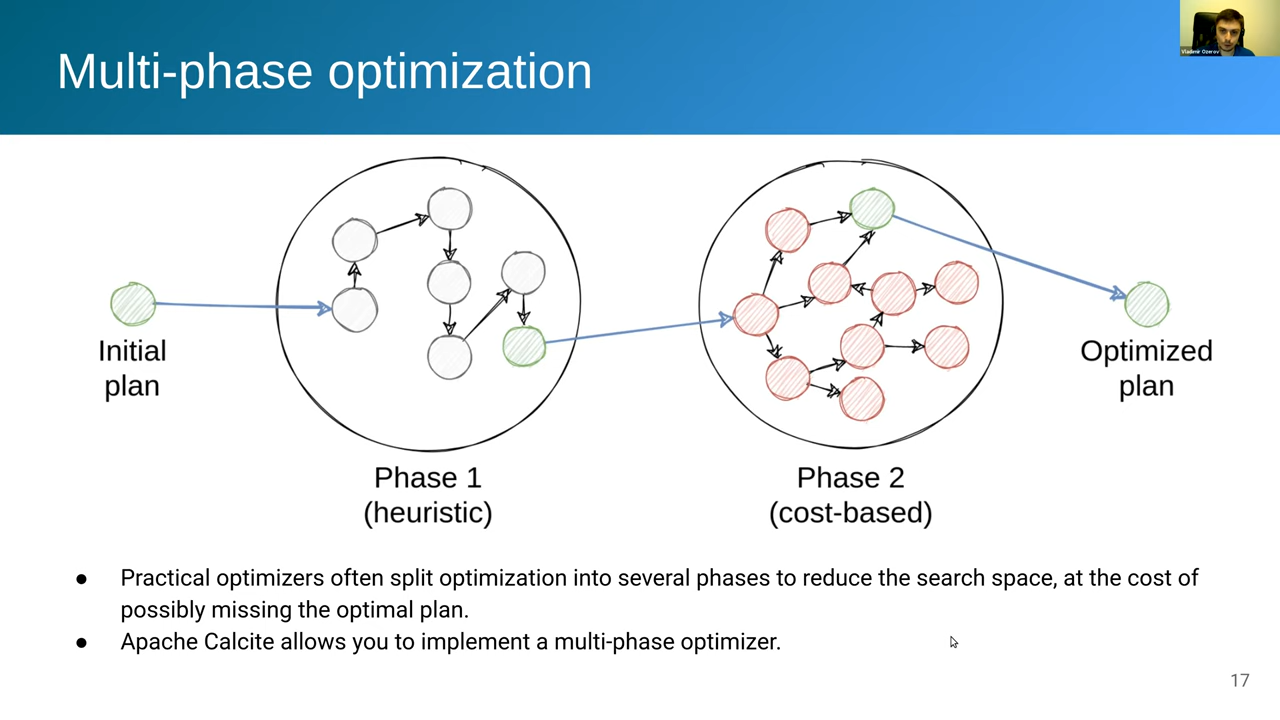 Multi-phase optimization
Vladimir Ozerov
Initial
plan
Optimized
plan
Phase 1
(heuristic)
Phase 2
(cost-based)
● Practical optimizers often split optimization into several phases to reduce the search space, at the cost of
possibly missing the optimal plan.
● Apache Calcite allows you to implement a multi-phase optimizer.
17